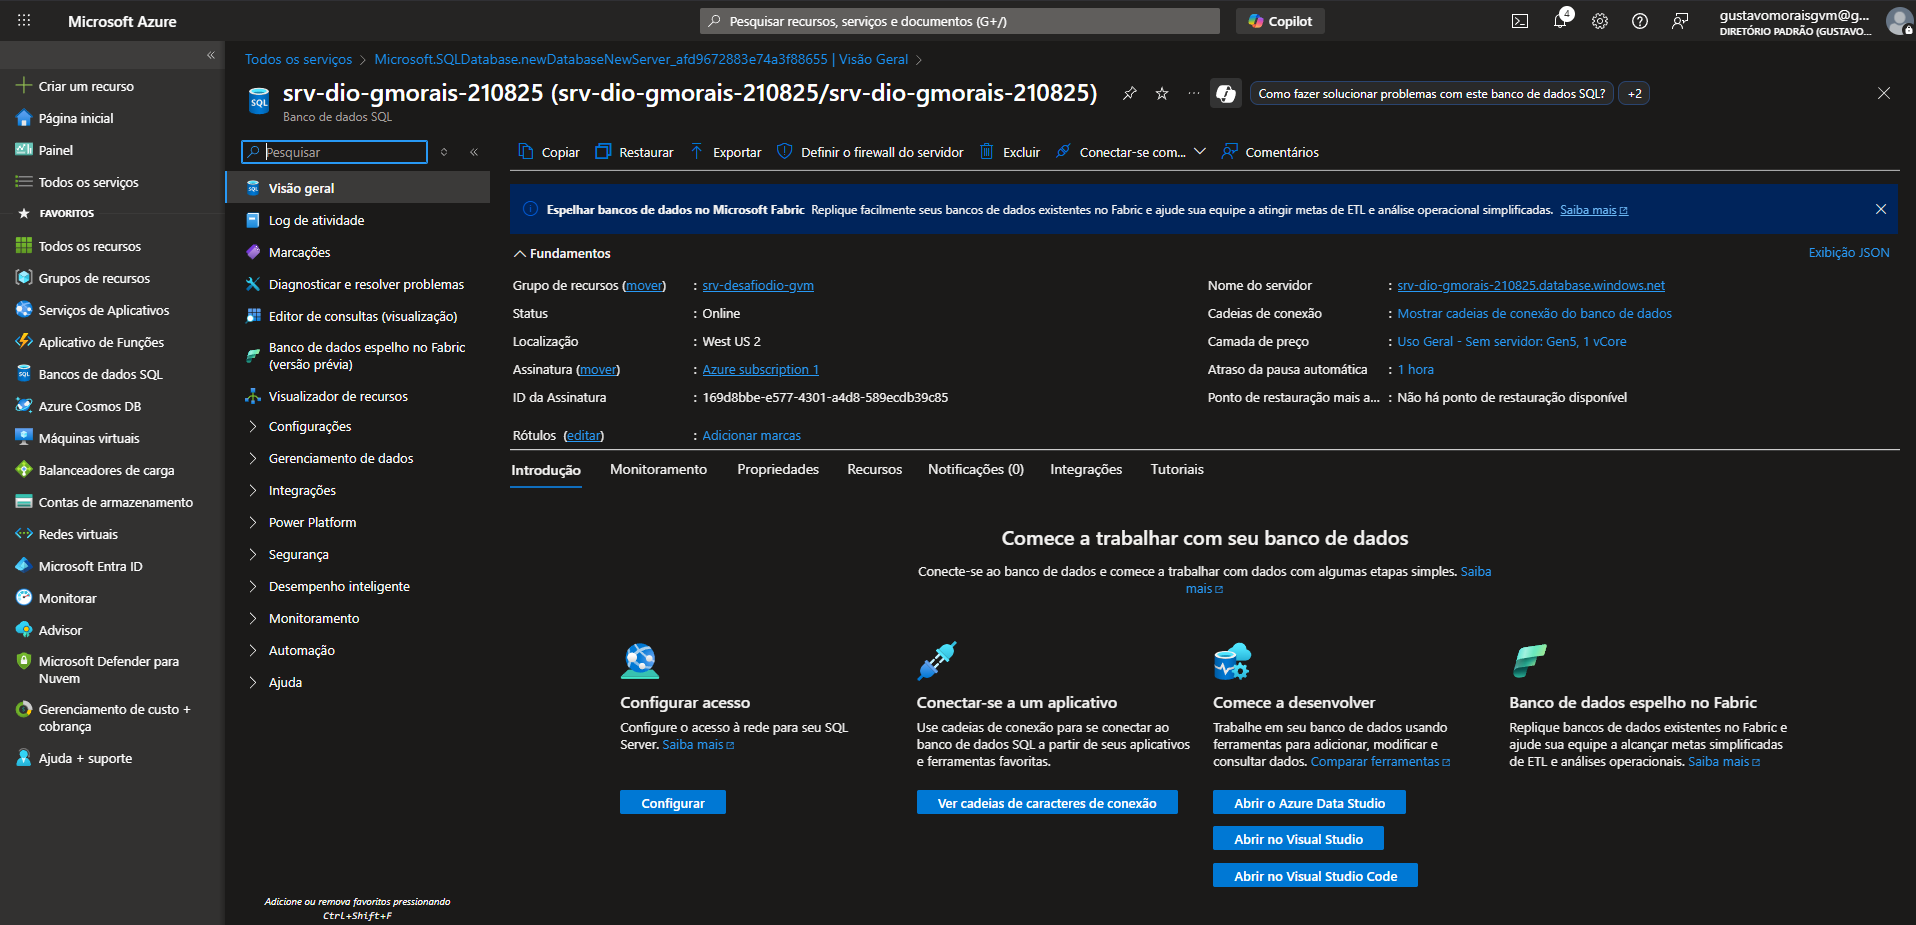 Microsoft Azure
Pesquisar recursos, serviços e documentos (G+/)
Copilot
4
gustavomoraisgvm@g...
DIRETÓRIO PADRÃO (GUSTAVO...
Criar um recurso
Página inicial
Painel
Todos os serviços
FAVORITOS
Todos os recursos
Grupos de recursos
Serviços de Aplicativos
Aplicativo de Funções
Bancos de dados SQL
Azure Cosmos DB
Máquinas virtuais
Balanceadores de carga
Contas de armazenamento
Redes virtuais
Microsoft Entra ID
Monitorar
Advisor
Microsoft Defender para
Nuvem
Gerenciamento de custo +
cobrança
Ajuda + suporte
Todos os serviços > Microsoft.SQLDatabase.newDatabaseNewServer_afd9672883e74a3f88655 | Visão Geral >
srv-dio-gmorais-210825 (srv-dio-gmorais-210825/srv-dio-gmorais-210825)
Banco de dados SQL
Como fazer solucionar problemas com este banco de dados SQL?
+2
Pesquisar
Visão geral
Log de atividade
Marcações
Diagnosticar e resolver problemas
Editor de consultas (visualização)
Banco de dados espelho no Fabric
(versão prévia)
Visualizador de recursos
Configurações
Gerenciamento de dados
Integrações
Power Platform
Segurança
Desempenho inteligente
Monitoramento
Automação
Ajuda
Adicione ou remova favoritos pressionando
Ctrl+Shift+F
Copiar Restaurar Exportar Definir o firewall do servidor Excluir Conectar-se com... Comentários
Espelhar bancos de dados no Microsoft Fabric Replique facilmente seus bancos de dados existentes no Fabric e ajude sua equipe a atingir metas de ETL e análise operacional simplificadas. Saiba mais
Fundamentos
Exibição JSON
Grupo de recursos (mover) : srv-desafiodio-gvm
Status : Online
Localização : West US 2
Assinatura (mover) : Azure subscription 1
ID da Assinatura : 169d8bbe-e577-4301-a4d8-589ecdb39c85
Rótulos (editar) : Adicionar marcas
Nome do servidor : srv-dio-gmorais-210825.database.windows.net
Cadeias de conexão : Mostrar cadeias de conexão do banco de dados
Camada de preço : Uso Geral - Sem servidor: Gen5, 1 vCore
Atraso da pausa automática : 1 hora
Ponto de restauração mais a... : Não há ponto de restauração disponível
Introdução Monitoramento Propriedades Recursos Notificações (0) Integrações Tutoriais
Comece a trabalhar com seu banco de dados
Conecte-se ao banco de dados e comece a trabalhar com dados com algumas etapas simples. Saiba
mais
Configurar acesso
Configure o acesso à rede para seu SQL
Server. Saiba mais
Configurar
Conectar-se a um aplicativo
Use cadeias de conexão para se conectar ao
banco de dados SQL a partir de seus aplicativos
e ferramentas favoritas.
Ver cadeias de caracteres de conexão
Comece a desenvolver
Trabalhe em seu banco de dados usando
ferramentas para adicionar, modificar e
consultar dados. Comparar ferramentas
Abrir o Azure Data Studio
Abrir no Visual Studio
Abrir no Visual Studio Code
Banco de dados espelho no Fabric
Replique bancos de dados existentes no Fabric e
ajude sua equipe a alcançar metas simplificadas
de ETL e análises operacionais. Saiba mais